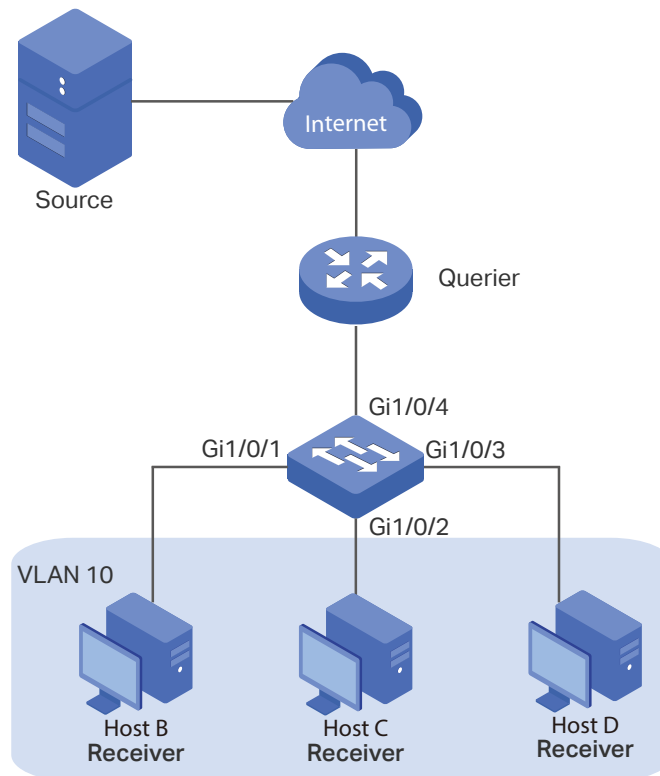 Internet
Source
Querier
Gi1/0/4
Gi1/0/1
Gi1/0/3
Gi1/0/2
VLAN 10
Host B
Receiver
Host C
Receiver
Host D
Receiver